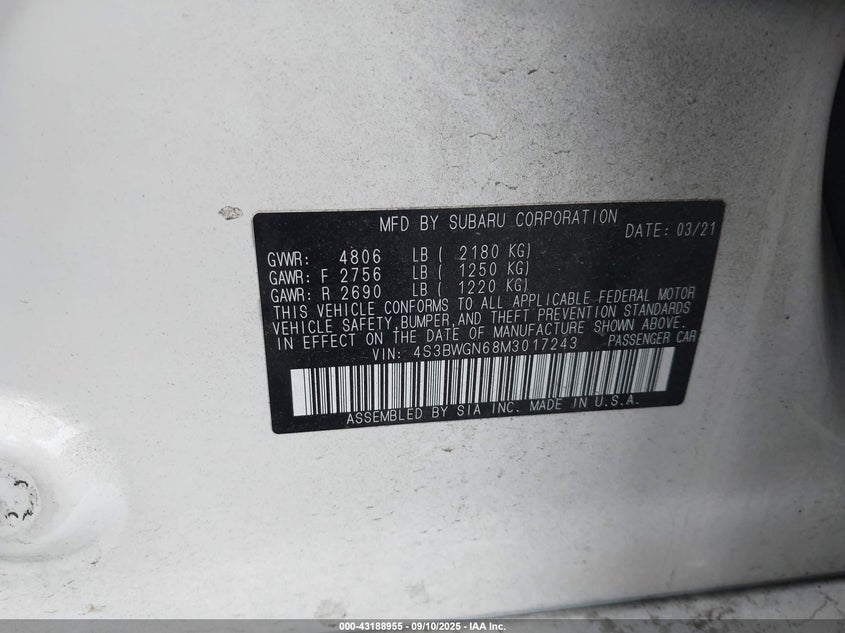 MFD BY SUBARU CORPORATION DATE: 03/21
GVWR: 4806 LB ( 2180 KG)
GAWR: F 2756 LB ( 1250 KG)
GAWR: R 2690 LB ( 1220 KG)
THIS VEHICLE CONFORMS TO ALL APPLICABLE FEDERAL MOTOR
VEHICLE SAFETY, BUMPER, AND THEFT PREVENTION STANDARDS
IN EFFECT ON THE DATE OF MANUFACTURE SHOWN ABOVE.
VIN: 4S3BWGN68M3017243 PASSENGER CAR
ASSEMBLED BY SIA INC. MADE IN U.S.A.
000-43188955 - 09/10/2025 - IAA Inc.